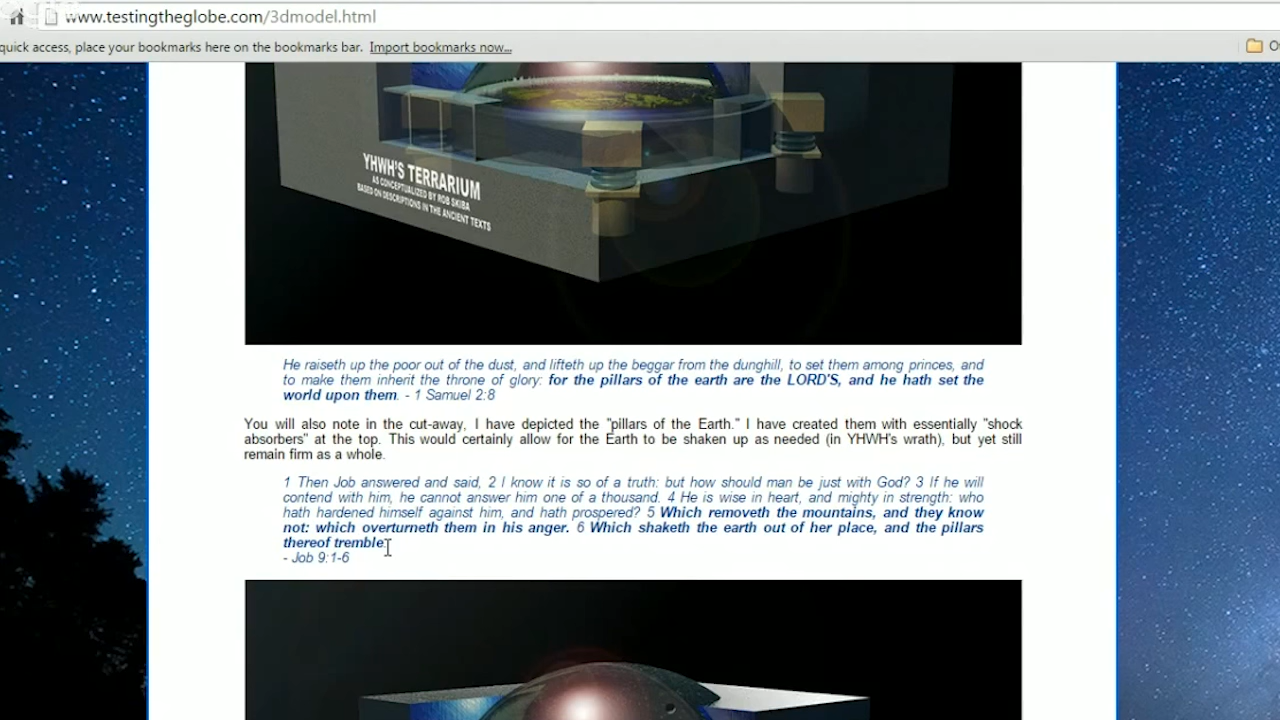 www.testingtheglobe.com/3dmodel.html
quick access, place your bookmarks here on the bookmarks bar. Import bookmarks now...
YHWH'S TERRARIUM
AS CONCEPTUALIZED BY ROB SKIBA
BASED ON DESCRIPTIONS IN THE ANCIENT TEXTS
He raiseth up the poor out of the dust, and lifteth up the beggar from the dunghill, to set them among princes, and
to make them inherit the throne of glory: for the pillars of the earth are the LORD'S, and he hath set the
world upon them. - 1 Samuel 2:8
You will also note in the cut-away, I have depicted the "pillars of the Earth." I have created them with essentially "shock
absorbers" at the top. This would certainly allow for the Earth to be shaken up as needed (in YHWH's wrath), but yet still
remain firm as a whole.
1 Then Job answered and said, 2 I know it is so of a truth: but how should man be just with God? 3 If he will
contend with him, he cannot answer him one of a thousand. 4 He is wise in heart, and mighty in strength: who
hath hardened himself against him, and hath prospered? 5 Which removeth the mountains, and they know
not: which overturneth them in his anger. 6 Which shaketh the earth out of her place, and the pillars
thereof tremble.
- Job 9:1-6